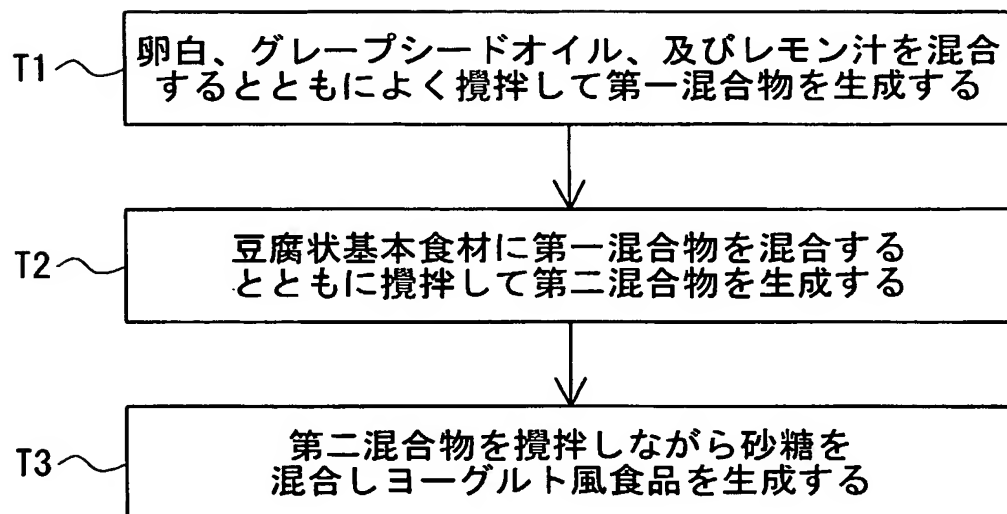 T1
卵白、グレープシードオイル、及びレモン汁を混合
するとともによく攪拌して第一混合物を生成する
T2
豆腐状基本食材に第一混合物を混合する
とともに攪拌して第二混合物を生成する
T3
第二混合物を攪拌しながら砂糖を
混合しヨーグルト風食品を生成する